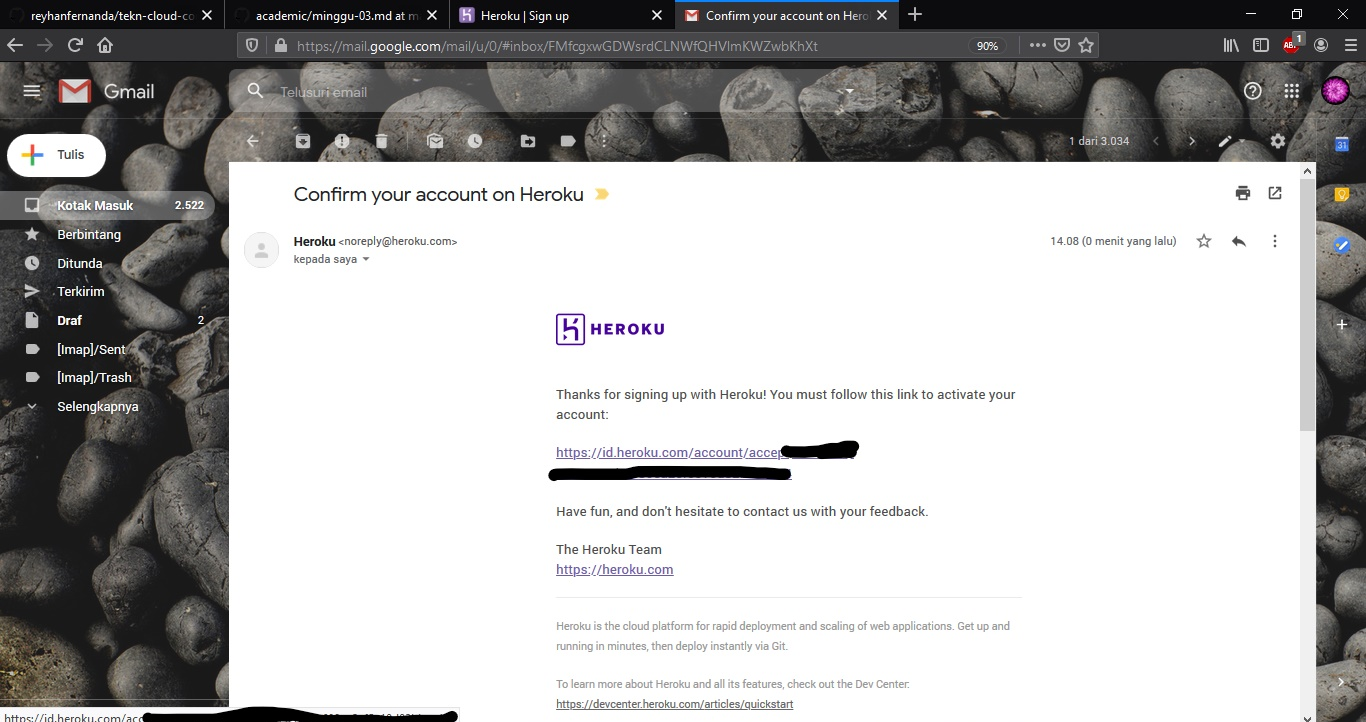 reyhanfernanda/tekn-cloud-co
academic/minggu-03.md at m
Heroku | Sign up
Confirm your account on Hero
https://mail.google.com/mail/u/0/#inbox/FMfcgxwGDWsrdCLNWfQHVlmKWZwbKhXt
90%
ABP
1
Gmail
Telusuri email
Tulis
1 dari 3.034
31
Kotak Masuk 2.522
Berbintang
Ditunda
Terkirim
Draf 2
[Imap]/Sent
[Imap]/Trash
Selengkapnya
Confirm your account on Heroku
Heroku <noreply@heroku.com>
14.08 (0 menit yang lalu)
kepada saya
HEROKU
Thanks for signing up with Heroku! You must follow this link to activate your
account:
https://id.heroku.com/account/accep
Have fun, and don't hesitate to contact us with your feedback.
The Heroku Team
https://heroku.com
Heroku is the cloud platform for rapid deployment and scaling of web applications. Get up and
running in minutes, then deploy instantly via Git.
To learn more about Heroku and all its features, check out the Dev Center:
https://devcenter.heroku.com/articles/quickstart
https://id.heroku.com/acc